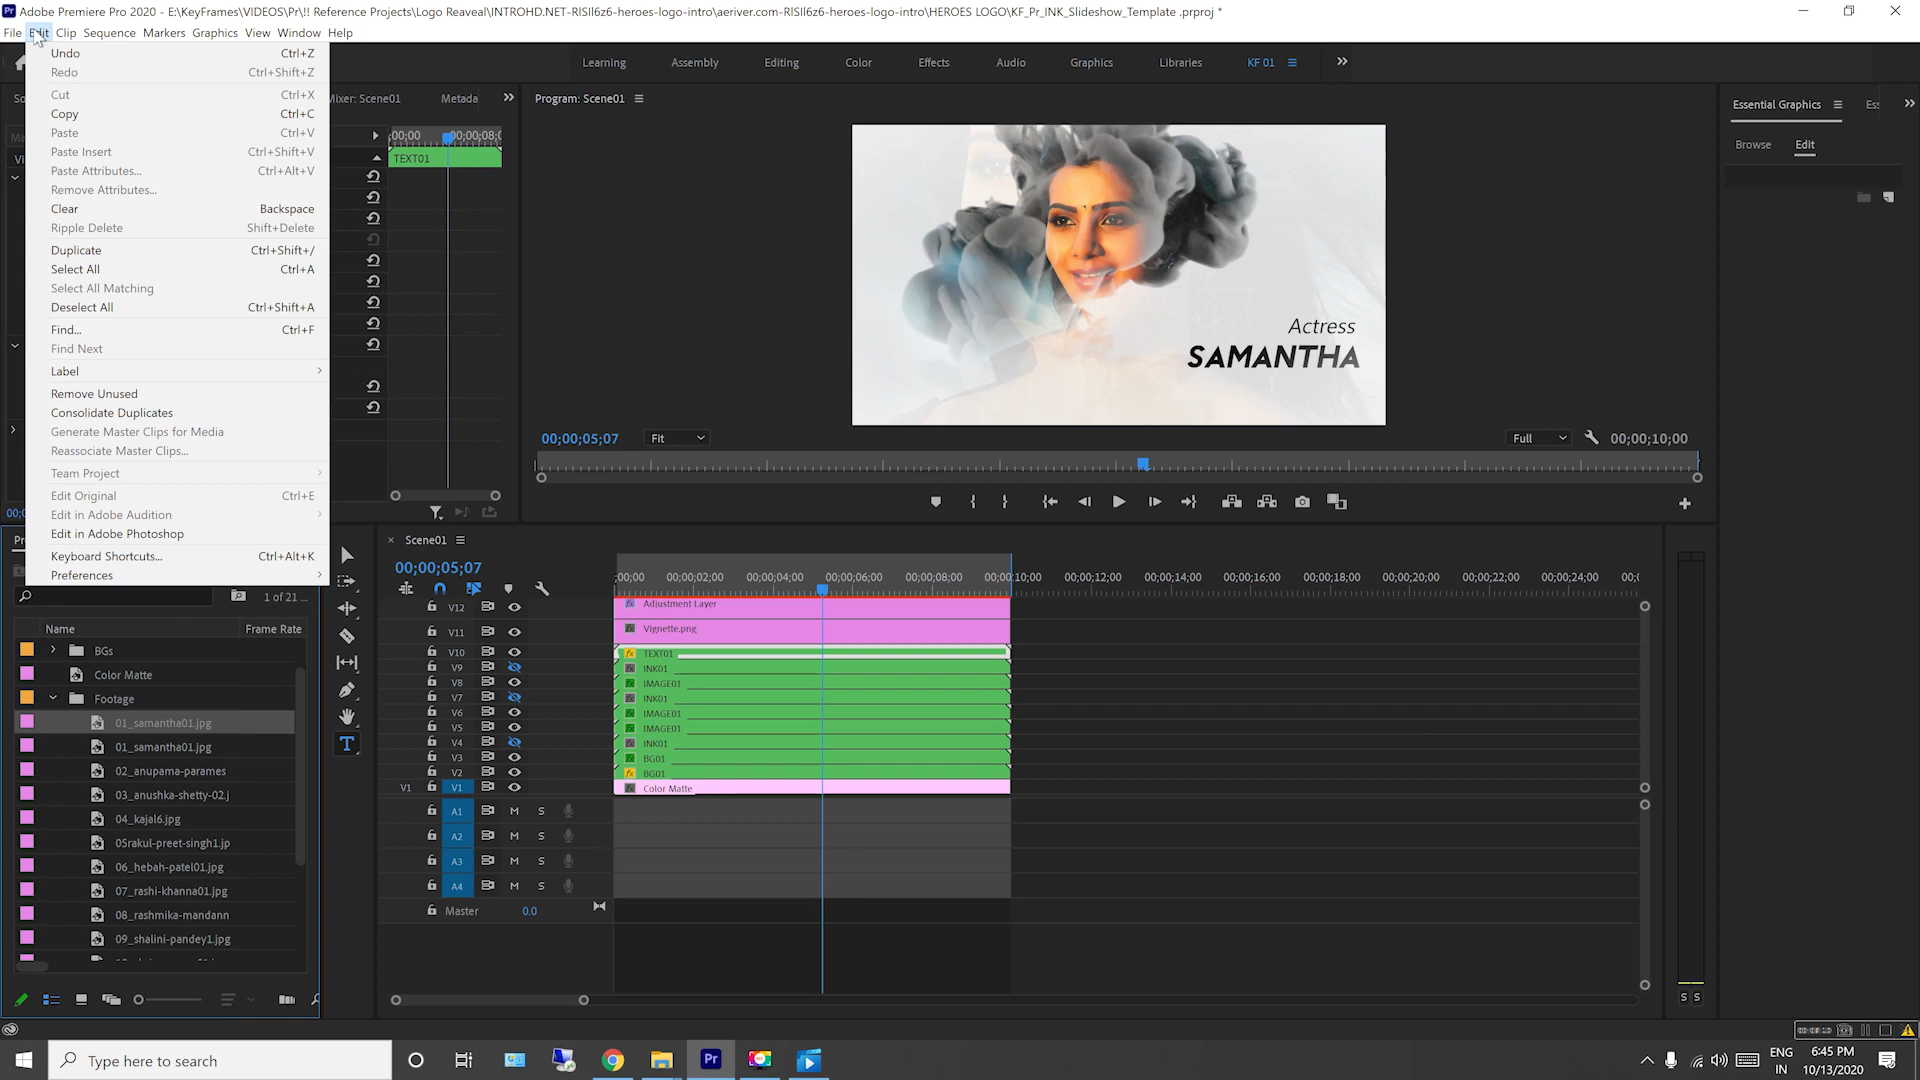 Adobe Premiere Pro 2020 - E:\KeyFrames\VIDEOS\Pr\!! Reference Projects\Logo Reaveal\INTROHD.NET-RlSIl6z6-heroes-logo-intro\aeriver.com-RlSIl6z6-heroes-logo-intro\HEROES LOGO\KF_Pr_INK_Slideshow_Template .prproj *
File Edit Clip Sequence Markers Graphics View Window Help
Undo Ctrl+Z
Redo Ctrl+Shift+Z
Cut Ctrl+X
Copy Ctrl+C
Paste Ctrl+V
Paste Insert Ctrl+Shift+V
Paste Attributes... Ctrl+Alt+V
Remove Attributes...
Clear Backspace
Ripple Delete Shift+Delete
Duplicate Ctrl+Shift+/
Select All Ctrl+A
Select All Matching
Deselect All Ctrl+Shift+A
Find... Ctrl+F
Find Next
Label
Remove Unused
Consolidate Duplicates
Generate Master Clips for Media
Reassociate Master Clips...
Team Project
Edit Original Ctrl+E
Edit in Adobe Audition
Edit in Adobe Photoshop
Keyboard Shortcuts... Ctrl+Alt+K
Preferences
Learning Assembly Editing Color Effects Audio Graphics Libraries KF 01
Mixer: Scene01 Metada
;00;00 00;00;08;0
TEXT01
Program: Scene01
Actress
SAMANTHA
00;00;05;07 Fit Full 00;00;10;00
Essential Graphics Es
Browse Edit
1 of 21 ...
Name Frame Rate
BGs
Color Matte
Footage
01_samantha01.jpg
01_samantha01.jpg
02_anupama-parames
03_anushka-shetty-02.j
04_kajal6.jpg
05rakul-preet-singh1.jp
06_hebah-patel01.jpg
07_rashi-khanna01.jpg
08_rashmika-mandann
09_shalini-pandey1.jpg
Scene01
00;00;05;07
;00;00 00;00;02;00 00;00;04;00 00;00;06;00 00;00;08;00 00;00;10;00 00;00;12;00 00;00;14;00 00;00;16;00 00;00;18;00 00;00;20;00 00;00;22;00 00;00;24;00 00;0
V12 Adjustment Layer
V11 Vignette.png
V10 TEXT01
V9 INK01
V8 IMAGE01
V7 INK01
V6 IMAGE01
V5 IMAGE01
V4 INK01
V3 BG01
V2 BG01
V1 V1 Color Matte
A1 M S
A2 M S
A3 M S
A4 M S
Master 0.0
S S
Type here to search
ENG
IN
6:45 PM
10/13/2020